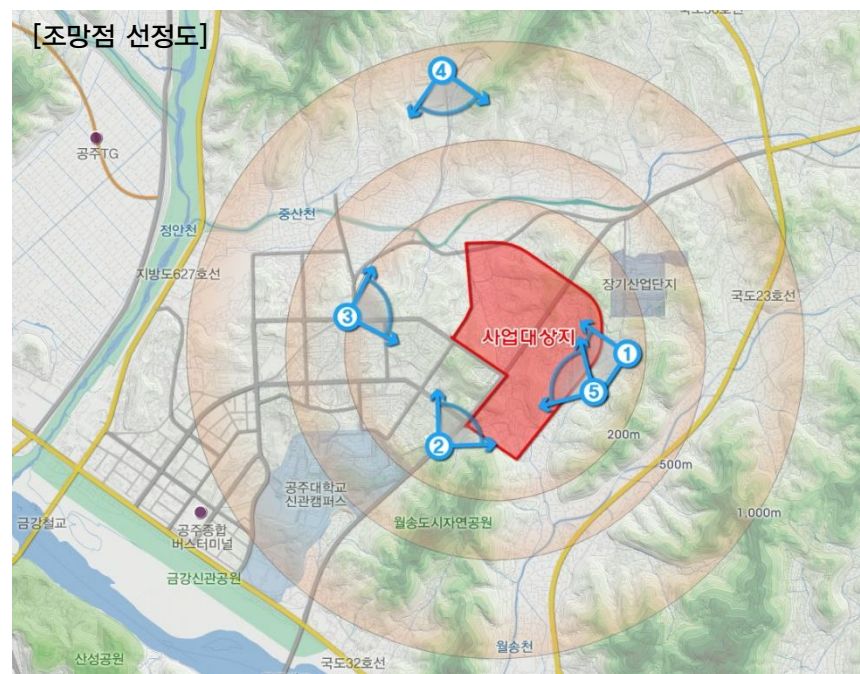 [조망점 선정도]
④
공주TG
중산천
정안천
지방도627호선
장기산업단지
국도23호선
③
사업대상지
①
⑤
②
200m
500m
1,000m
공주대학교
신관캠퍼스
월송도시자연공원
금강철교
공주종합
버스터미널
금강신관공원
월송천
산성공원
국도32호선